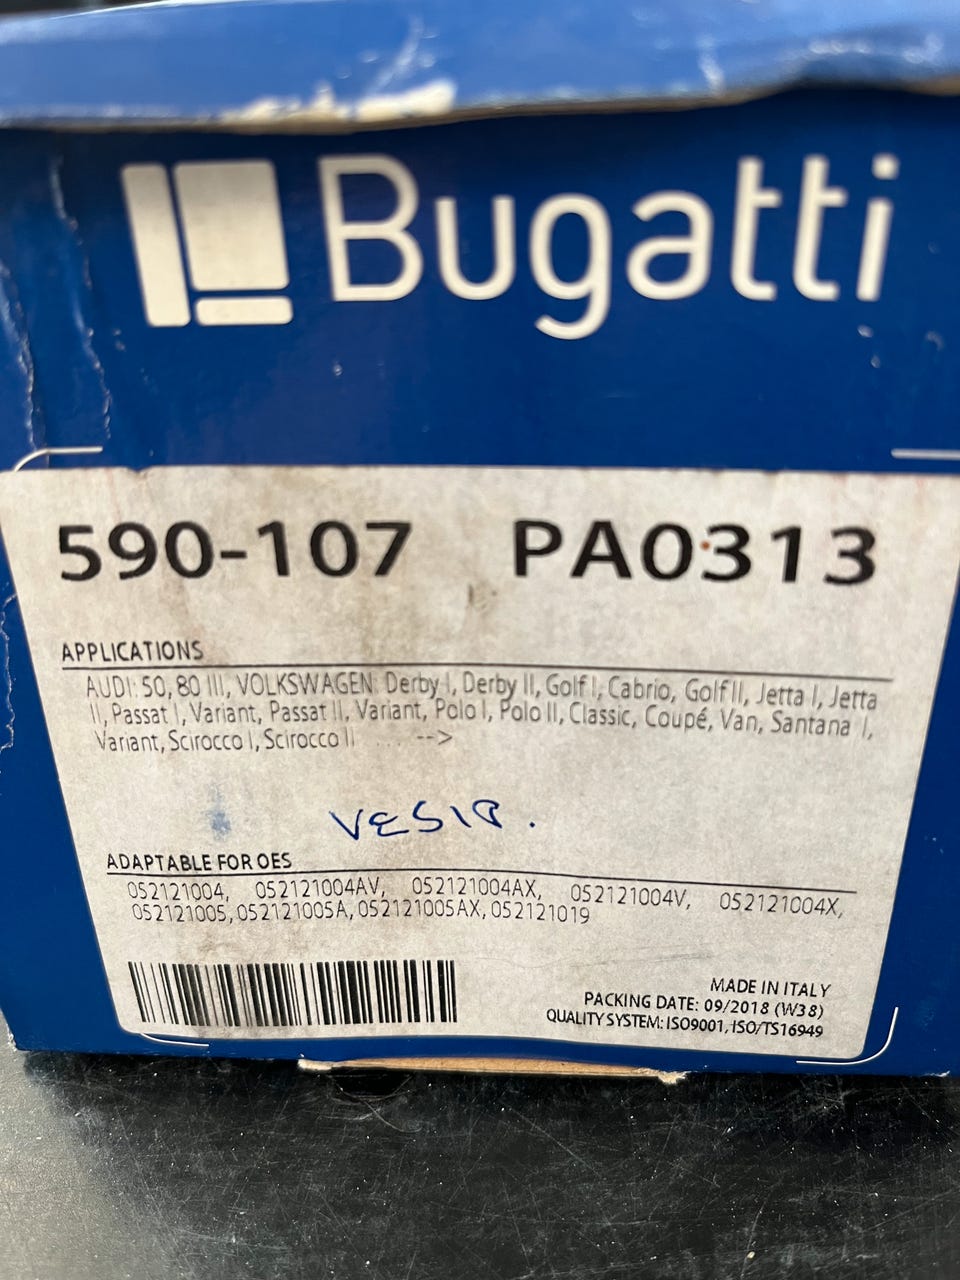 Bugatti
590-107 PA0313
APPLICATIONS
AUDI: 50, 80 III, VOLKSWAGEN: Derby I, Derby II, Golf I, Cabrio, Golf II, Jetta I, Jetta
II, Passat I, Variant, Passat II, Variant, Polo I, Polo II, Classic, Coupé, Van, Santana I,
Variant, Scirocco I, Scirocco II .... -->
ADAPTABLE FOR OES
052121004, 052121004AV, 052121004AX, 052121004V, 052121004X,
052121005, 052121005A, 052121005AX, 052121019
MADE IN ITALY
PACKING DATE: 09/2018 (W38)
QUALITY SYSTEM: ISO9001, ISO/TS16949